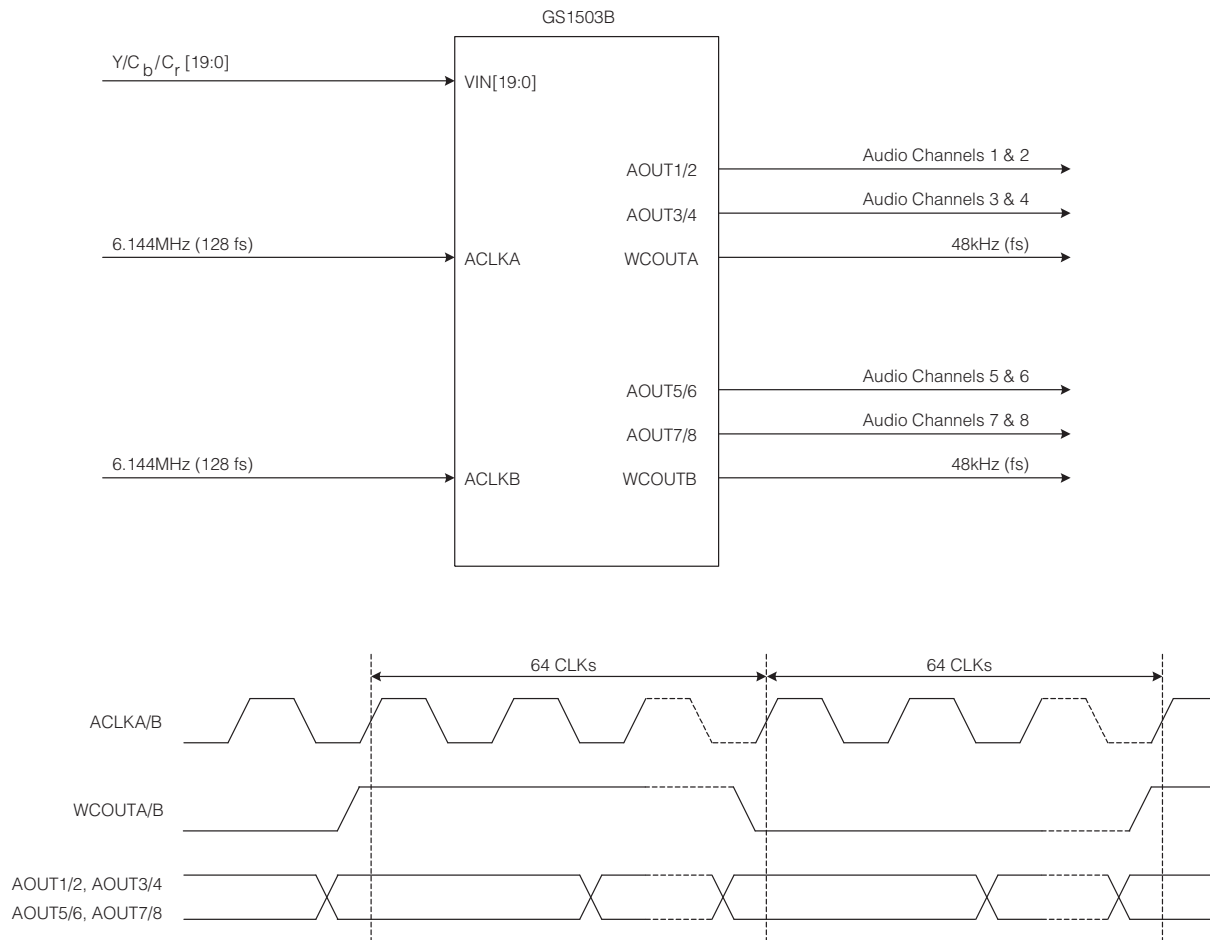 GS1503B
Y/Cb/Cr [19:0]
VIN[19:0]
AOUT1/2
Audio Channels 1 & 2
AOUT3/4
Audio Channels 3 & 4
6.144MHz (128 fs)
ACLKA
WCOUTA
48kHz (fs)
AOUT5/6
Audio Channels 5 & 6
AOUT7/8
Audio Channels 7 & 8
6.144MHz (128 fs)
ACLKB
WCOUTB
48kHz (fs)
64 CLKs
64 CLKs
ACLKA/B
WCOUTA/B
AOUT1/2, AOUT3/4
AOUT5/6, AOUT7/8